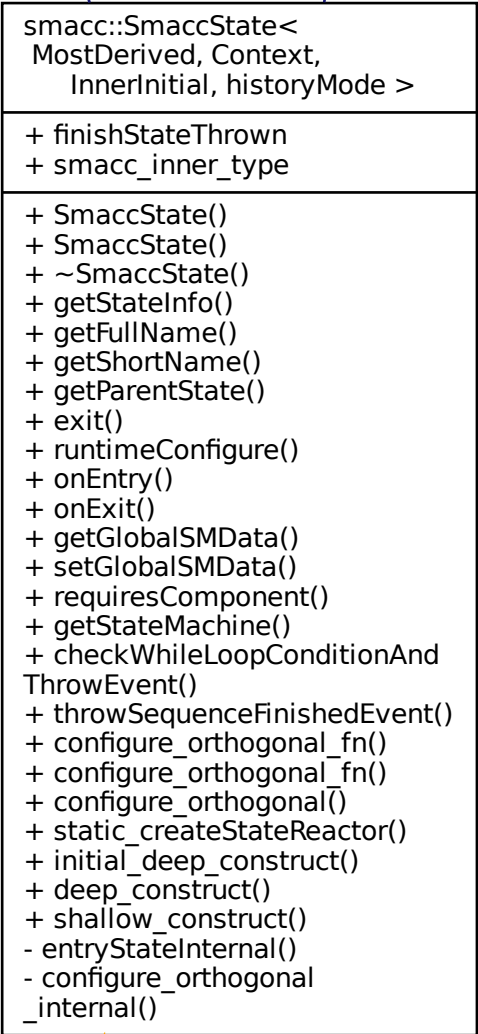 smacc::SmaccState<
MostDerived, Context,
InnerInitial, historyMode >
+ finishStateThrown
+ smacc_inner_type
+ SmaccState()
+ SmaccState()
+ ~SmaccState()
+ getStateInfo()
+ getFullName()
+ getShortName()
+ getParentState()
+ exit()
+ runtimeConfigure()
+ onEntry()
+ onExit()
+ getGlobalSMData()
+ setGlobalSMData()
+ requiresComponent()
+ getStateMachine()
+ checkWhileLoopConditionAnd
ThrowEvent()
+ throwSequenceFinishedEvent()
+ configure_orthogonal_fn()
+ configure_orthogonal_fn()
+ configure_orthogonal()
+ static_createStateReactor()
+ initial_deep_construct()
+ deep_construct()
+ shallow_construct()
- entryStateInternal()
- configure_orthogonal
_internal()